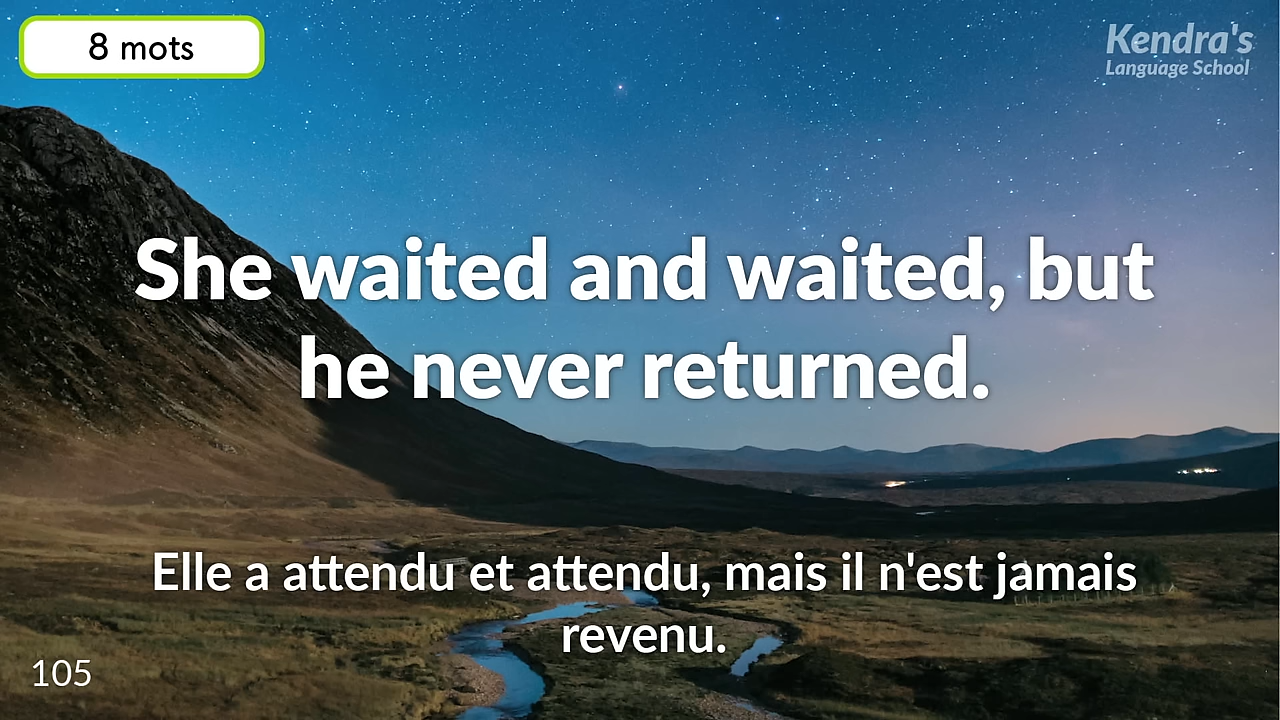 8 mots
Kendra's
Language School
She waited and waited, but
he never returned.
Elle a attendu et attendu, mais il n'est jamais
revenu.
105